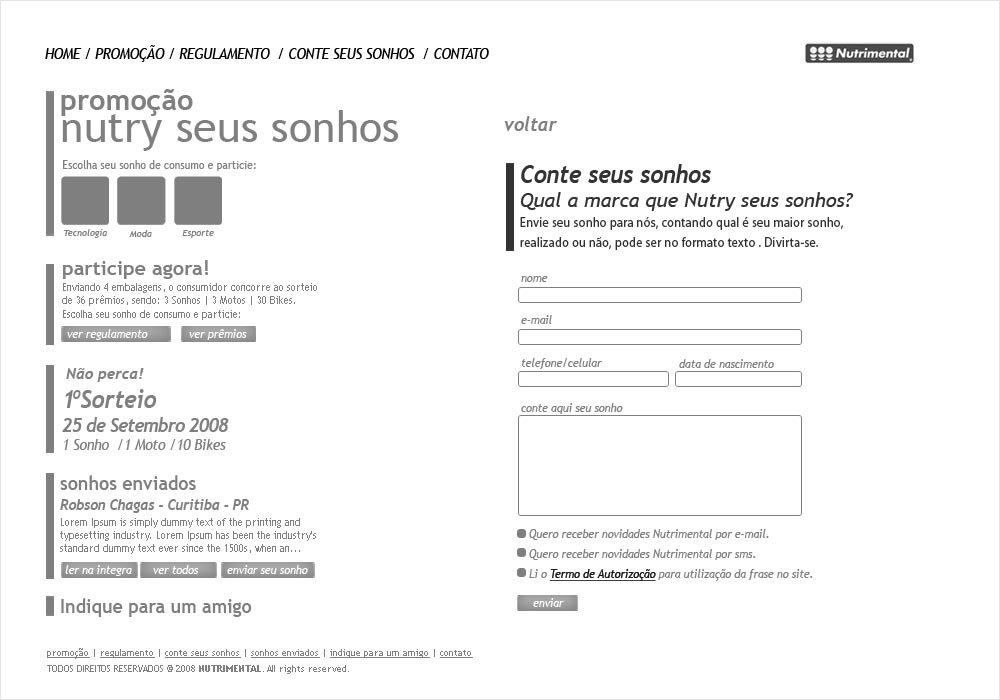 HOME / PROMOÇÃO / REGULAMENTO / CONTE SEUS SONHOS / CONTATO
Nutrimental
promoção
nutry seus sonhos
Escolha seu sonho de consumo e particie:
Tecnologia Moda Esporte
participe agora!
Enviando 4 embalagens, o consumidor concorre ao sorteio
de 36 prêmios, sendo: 3 Sonhos | 3 Motos | 30 Bikes.
Escolha seu sonho de consumo e particie:
ver regulamento ver prêmios
Não perca!
1ºSorteio
25 de Setembro 2008
1 Sonho / 1 Moto / 10 Bikes
sonhos enviados
Robson Chagas - Curitiba - PR
Lorem Ipsum is simply dummy text of the printing and
typesetting industry. Lorem Ipsum has been the industry's
standard dummy text ever since the 1500s, when an...
ler na integra ver todos enviar seu sonho
Indique para um amigo
voltar
Conte seus sonhos
Qual a marca que Nutry seus sonhos?
Envie seu sonho para nós, contando qual é seu maior sonho,
realizado ou não, pode ser no formato texto . Divirta-se.
nome
e-mail
telefone/celular data de nascimento
conte aqui seu sonho
Quero receber novidades Nutrimental por e-mail.
Quero receber novidades Nutrimental por sms.
Li o Termo de Autorização para utilização da frase no site.
enviar
promoção | regulamento | conte seus sonhos | sonhos enviados | indique para um amigo | contato
TODOS DIREITOS RESERVADOS @ 2008 NUTRIMENTAL. All rights reserved.